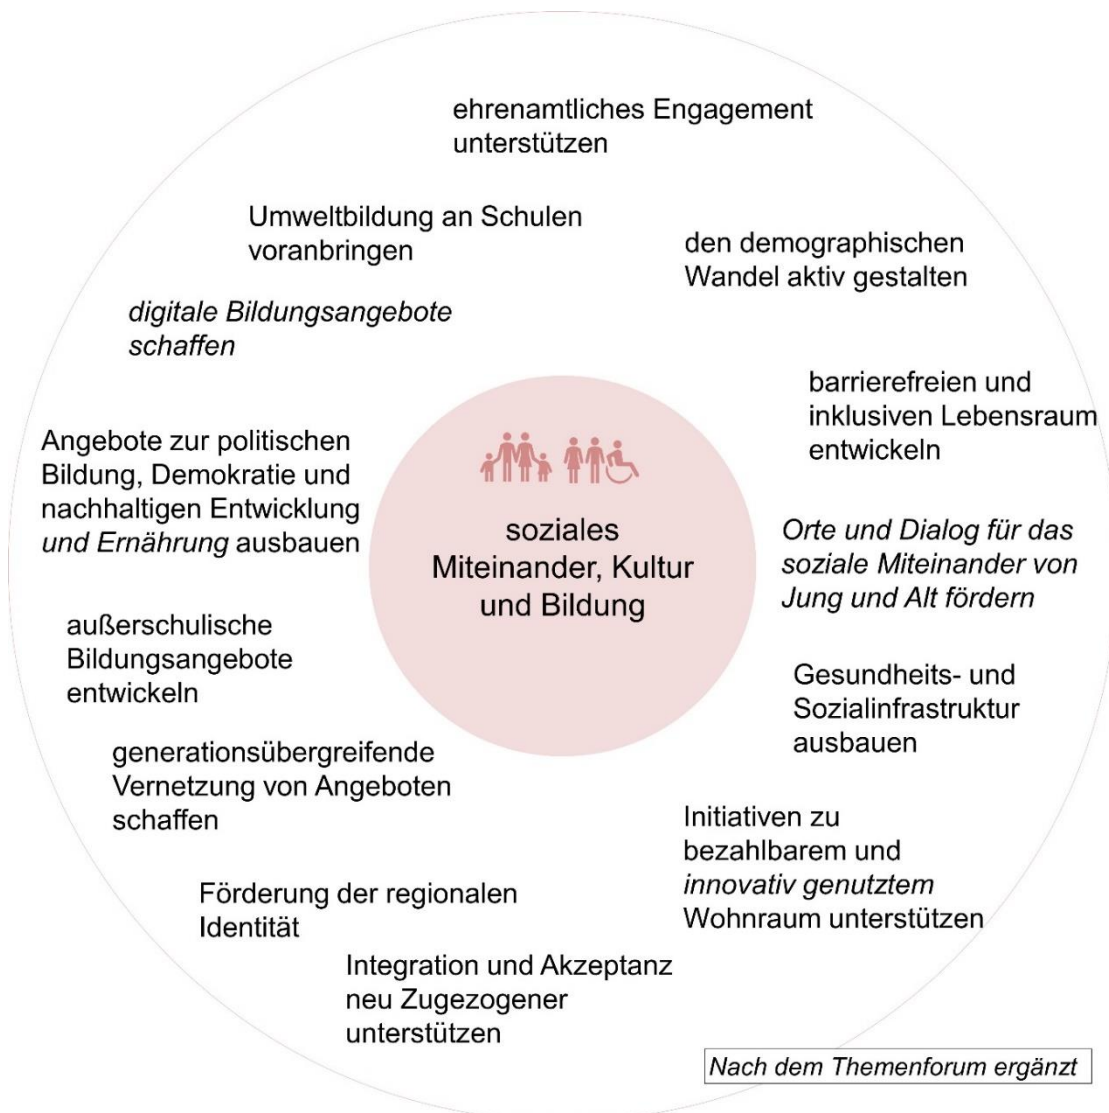 ehrenamtliches Engagement
unterstützen
Umweltbildung an Schulen
voranbringen
den demographischen
Wandel aktiv gestalten
digitale Bildungsangebote
schaffen
barrierefreien und
inklusiven Lebensraum
entwickeln
Angebote zur politischen
Bildung, Demokratie und
nachhaltigen Entwicklung
und Ernährung ausbauen
soziales
Miteinander, Kultur
und Bildung
Orte und Dialog für das
soziale Miteinander von
Jung und Alt fördern
außerschulische
Bildungsangebote
entwickeln
Gesundheits- und
Sozialinfrastruktur
ausbauen
generationsübergreifende
Vernetzung von Angeboten
schaffen
Initiativen zu
bezahlbarem und
innovativ genutztem
Wohnraum unterstützen
Förderung der regionalen
Identität
Integration und Akzeptanz
neu Zugezogener
unterstützen
Nach dem Themenforum ergänzt